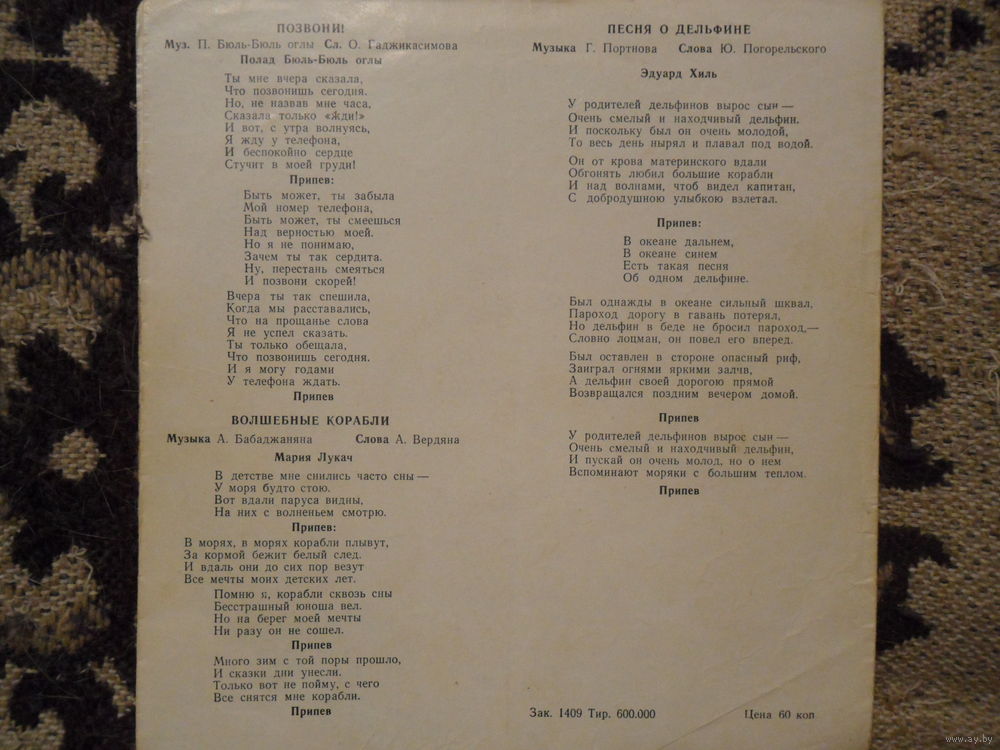 ПОЗВОНИ!
Муз. П. Бюль-Бюль оглы Сл. О. Гаджикасимова
Полад Бюль-Бюль оглы
Ты мне вчера сказала,
Что позвонишь сегодня.
Но, не назвав мне часа,
Сказала только «Жди!»
И вот, с утра волнуясь,
Я жду у телефона,
И беспокойно сердце
Стучит в моей груди!
Припев:
Быть может, ты забыла
Мой номер телефона,
Быть может, ты смеешься
Над верностью моей.
Но я не понимаю,
Зачем ты так сердита.
Ну, перестань смеяться
И позвони скорей!
Вчера ты так спешила,
Когда мы расставались,
Что на прощанье слова
Я не успел сказать.
Ты только обещала,
Что позвонишь сегодня.
И я могу годами
У телефона ждать.
Припев
ВОЛШЕБНЫЕ КОРАБЛИ
Музыка А. Бабаджаняна Слова А. Вердяна
Мария Лукач
В детстве мне снились часто сны —
У моря будто стою.
Вот вдали паруса видны,
На них с волненьем смотрю.
Припев:
В морях, в морях корабли плывут,
За кормой бежит белый след.
И вдаль они до сих пор везут
Все мечты моих детских лет.
Помню я, корабли сквозь сны
Бесстрашный юноша вел.
Но на берег моей мечты
Ни разу он не сошел.
Припев
Много зим с той поры прошло,
И сказки дни унесли.
Только вот не пойму, с чего
Все снятся мне корабли.
Припев
ПЕСНЯ О ДЕЛЬФИНЕ
Музыка Г. Портнова Слова Ю. Погорельского
Эдуард Хиль
У родителей дельфинов вырос сын —
Очень смелый и находчивый дельфин.
И поскольку был он очень молодой,
То весь день нырял и плавал под водой.
Он от крова материнского вдали
Обгонять любил большие корабли
И над волнами, чтоб видел капитан,
С добродушною улыбкою взлетал.
Припев:
В океане дальнем,
В океане синем
Есть такая песня
Об одном дельфине.
Был однажды в океане сильный шквал,
Пароход дорогу в гавань потерял,
Но дельфин в беде не бросил пароход,—
Словно лоцман, он повел его вперед.
Был оставлен в стороне опасный риф,
Заиграл огнями яркими залив,
А дельфин своей дорогою прямой
Возвращался поздним вечером домой.
Припев
У родителей дельфинов вырос сын —
Очень смелый и находчивый дельфин,
И пускай он очень молод, но о нем
Вспоминают моряки с большим теплом.
Припев
Зак. 1409 Тир. 600.000 Цена 60 коп
www.ay.by